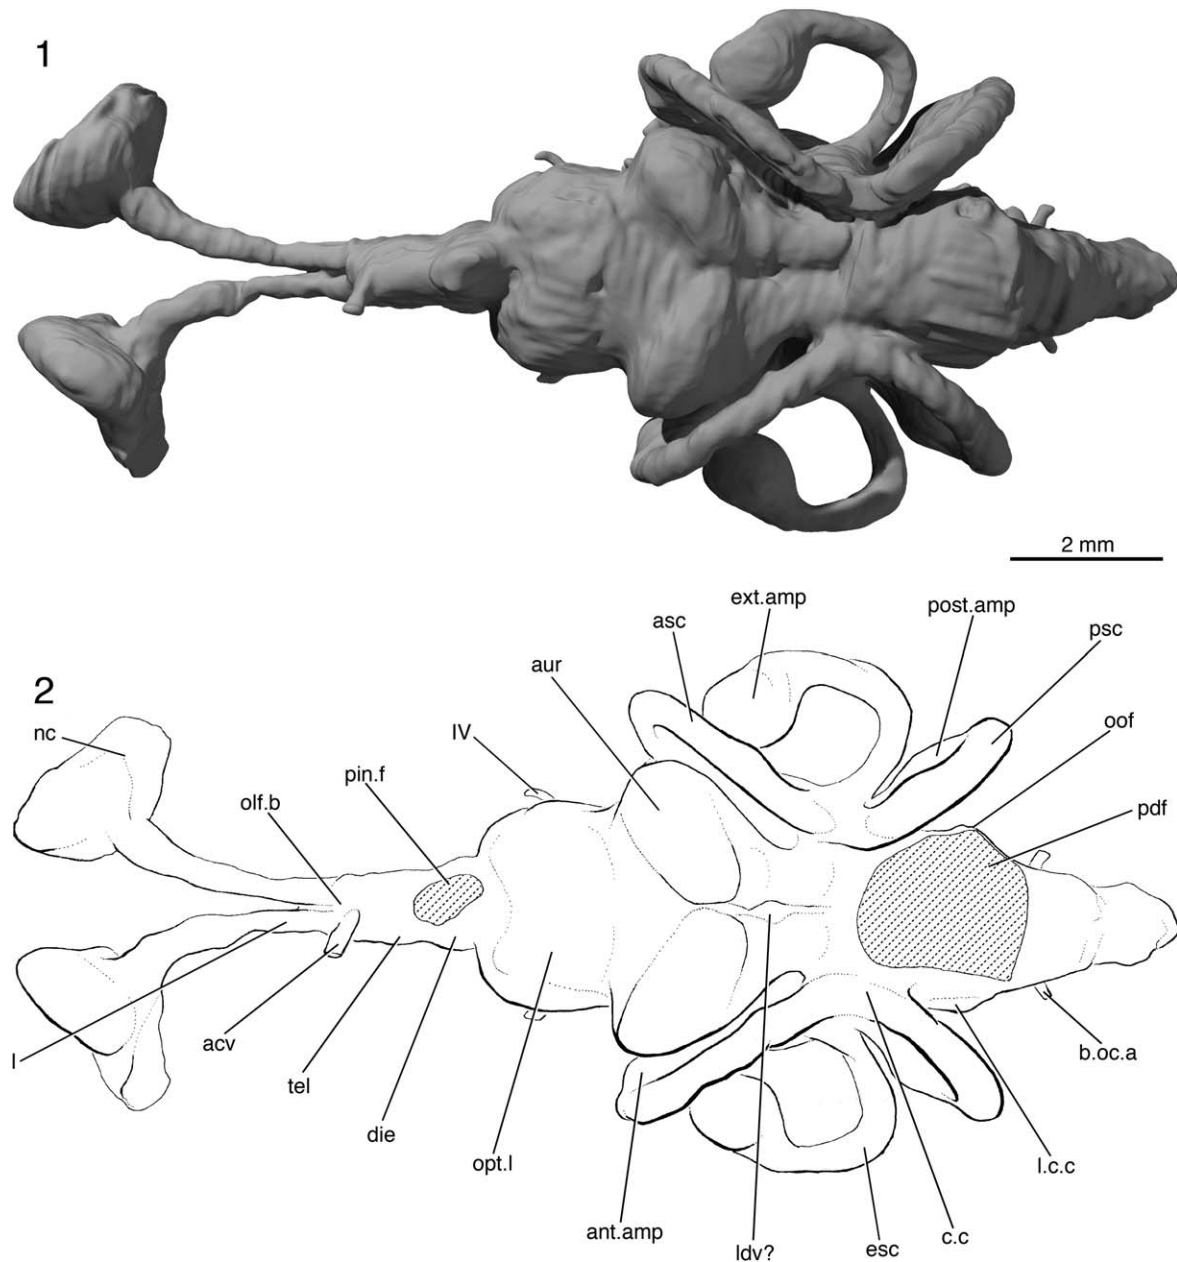 1
2 mm
ext.amp
post.amp
asc
psc
aur
2
oof
nc
IV
pin.f
pdf
olf.b
I
acv
tel
b.oc.a
die
opt.l
l.c.c
ant.amp
ldv?
esc
c.c